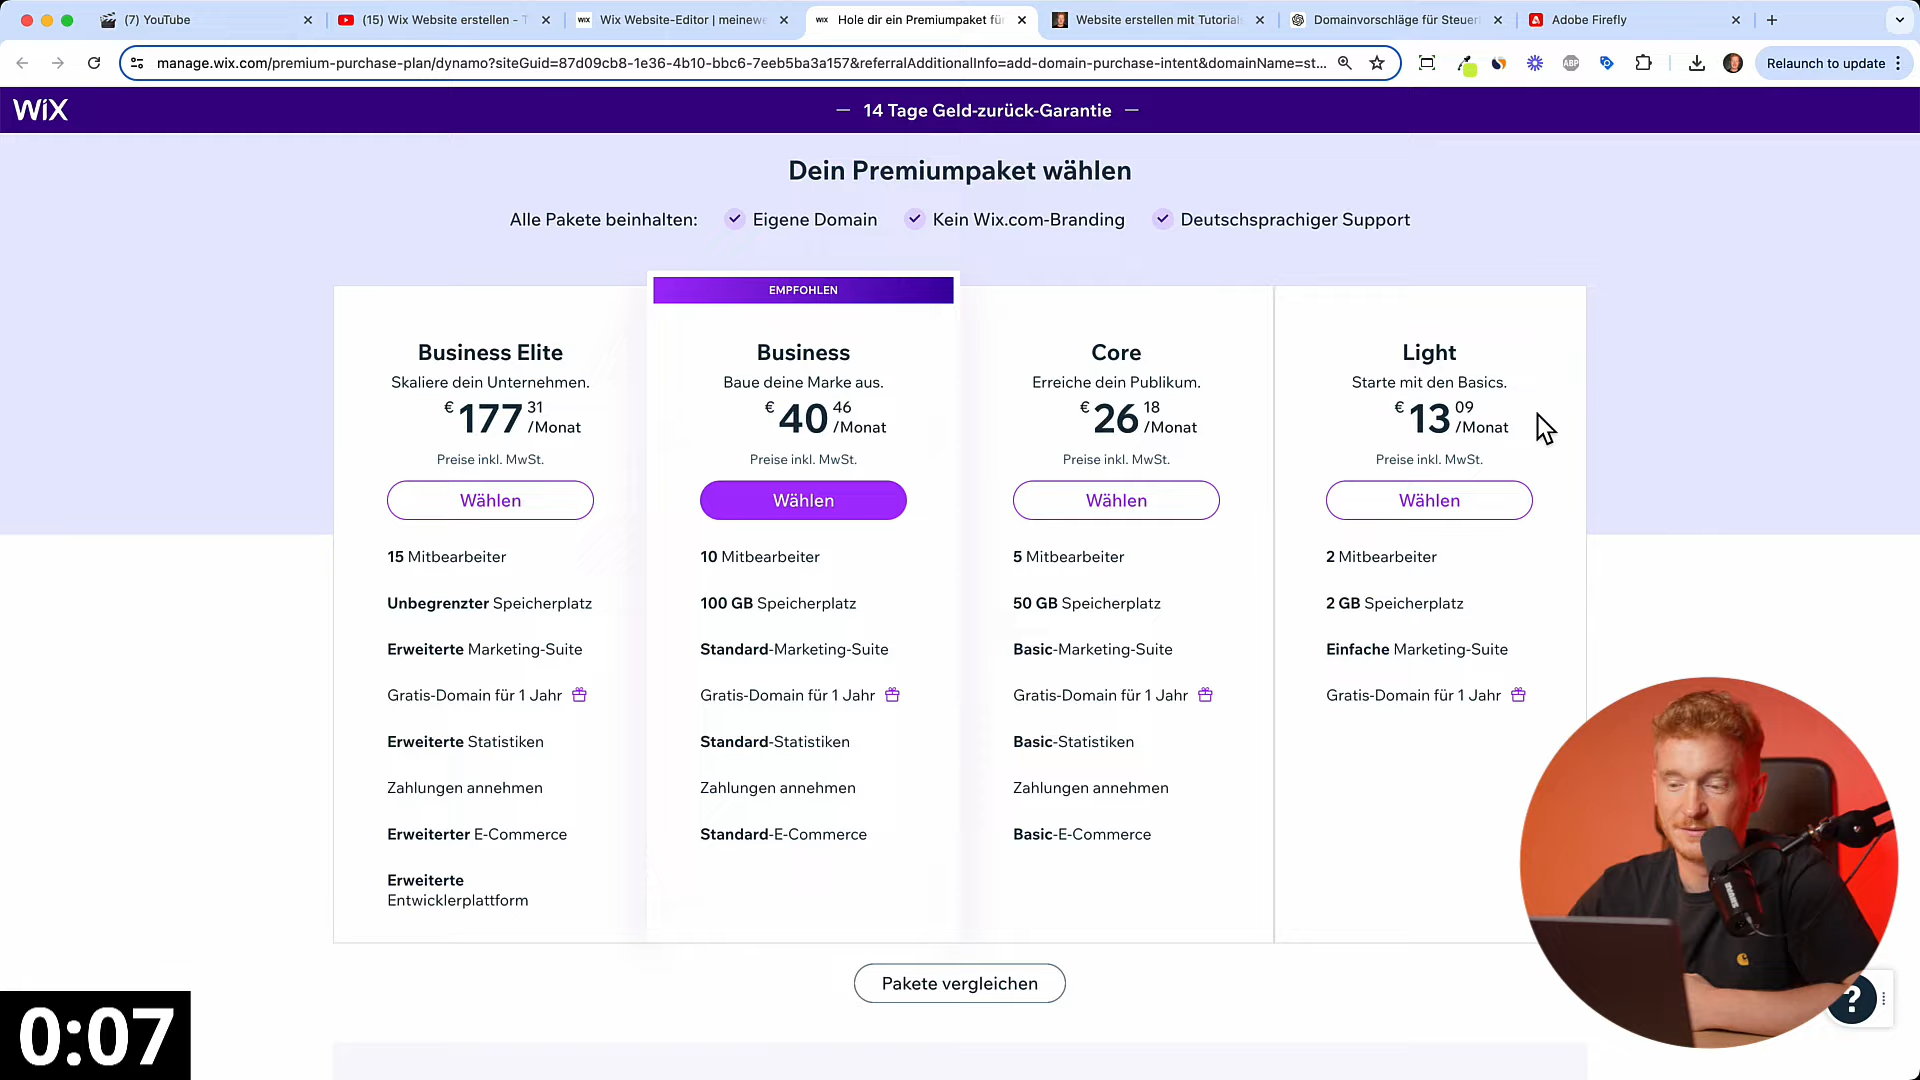 (7) YouTube
(15) Wix Website erstellen - T
WIX Wix Website-Editor | meinewe
WIX Hole dir ein Premiumpaket für
Website erstellen mit Tutorials
Domainvorschläge für Steuer
Adobe Firefly
manage.wix.com/premium-purchase-plan/dynamo?siteGuid=87d09cb8-1e36-4b10-bbc6-7eeb5ba3a157&referralAdditionalInfo=add-domain-purchase-intent&domainName=st...
ABP
Relaunch to update
WiX
— 14 Tage Geld-zurück-Garantie —
Dein Premiumpaket wählen
Alle Pakete beinhalten: Eigene Domain Kein Wix.com-Branding Deutschsprachiger Support
Business Elite
Skaliere dein Unternehmen.
€ 177 31 /Monat
Preise inkl. MwSt.
Wählen
15 Mitbearbeiter
Unbegrenzter Speicherplatz
Erweiterte Marketing-Suite
Gratis-Domain für 1 Jahr
Erweiterte Statistiken
Zahlungen annehmen
Erweiterter E-Commerce
Erweiterte
Entwicklerplattform
EMPFOHLEN
Business
Baue deine Marke aus.
€ 40 46 /Monat
Preise inkl. MwSt.
Wählen
10 Mitbearbeiter
100 GB Speicherplatz
Standard-Marketing-Suite
Gratis-Domain für 1 Jahr
Standard-Statistiken
Zahlungen annehmen
Standard-E-Commerce
Core
Erreiche dein Publikum.
€ 26 18 /Monat
Preise inkl. MwSt.
Wählen
5 Mitbearbeiter
50 GB Speicherplatz
Basic-Marketing-Suite
Gratis-Domain für 1 Jahr
Basic-Statistiken
Zahlungen annehmen
Basic-E-Commerce
Light
Starte mit den Basics.
€ 13 09 /Monat
Preise inkl. MwSt.
Wählen
2 Mitbearbeiter
2 GB Speicherplatz
Einfache Marketing-Suite
Gratis-Domain für 1 Jahr
Pakete vergleichen
?
0:07